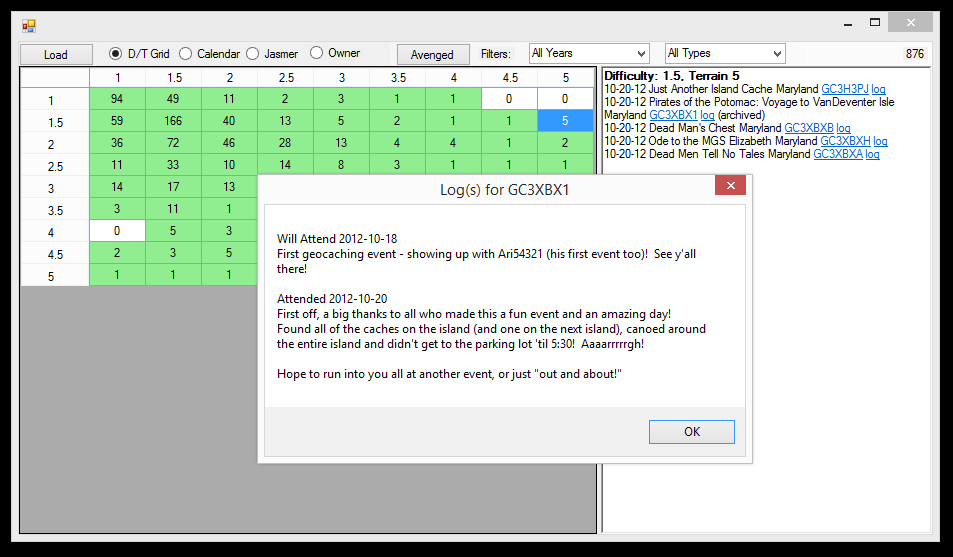 Load D/T Grid Calendar Jasmer Owner Avenged Filters: All Years All Types 876
1 1.5 2 2.5 3 3.5 4 4.5 5
1 94 49 11 2 3 1 1 0 0
1.5 59 166 40 13 5 2 1 1 5
2 36 72 46 28 13 4 4 1 2
2.5 11 33 10 14 8 3 1 1 1
3 14 17 13
3.5 3 11 1
4 0 5 3
4.5 2 3 5
5 1 1 1
Difficulty: 1.5, Terrain 5
10-20-12 Just Another Island Cache Maryland GC3H3PJ log
10-20-12 Pirates of the Potomac: Voyage to VanDeventer Isle
Maryland GC3XBX1 log (archived)
10-20-12 Dead Man's Chest Maryland GC3XBXB log
10-20-12 Ode to the MGS Elizabeth Maryland GC3XBXH log
10-20-12 Dead Men Tell No Tales Maryland GC3XBXA log
Log(s) for GC3XBX1
Will Attend 2012-10-18
First geocaching event - showing up with Ari54321 (his first event too)! See y'all
there!
Attended 2012-10-20
First off, a big thanks to all who made this a fun event and an amazing day!
Found all of the caches on the island (and one on the next island), canoed around
the entire island and didn't get to the parking lot 'til 5:30! Aaaarrrrrgh!
Hope to run into you all at another event, or just "out and about!"
OK